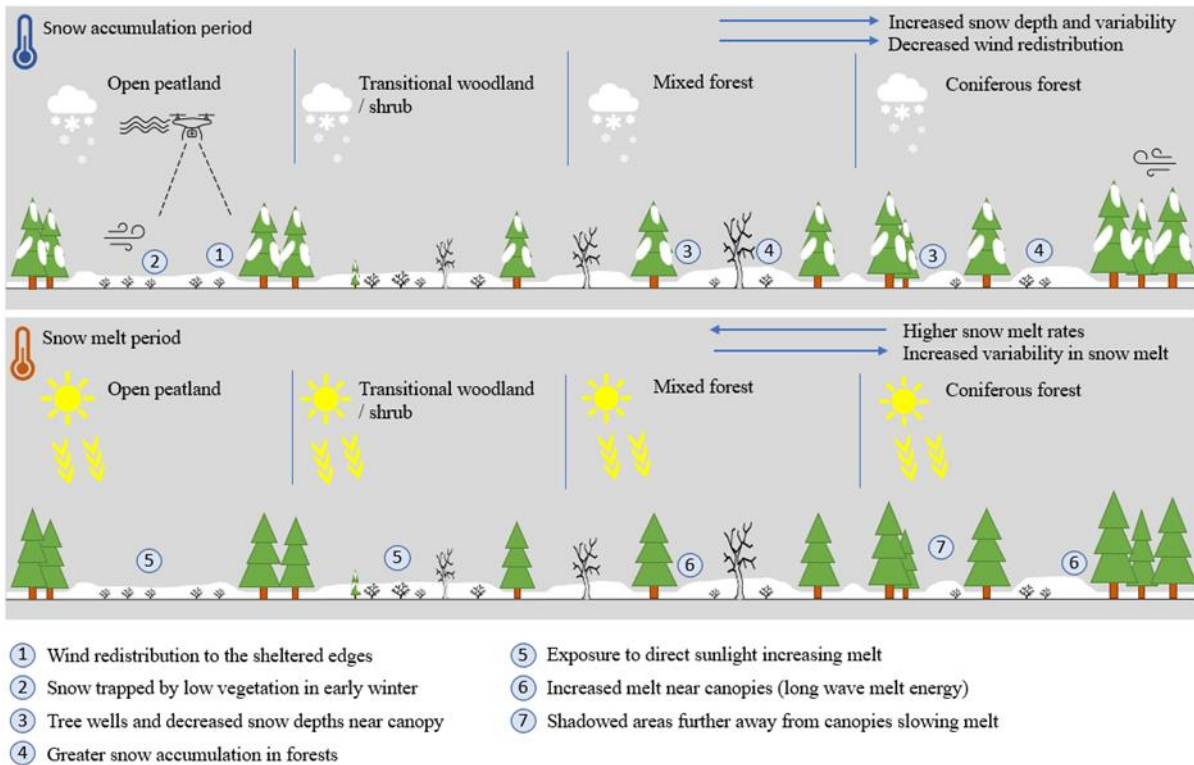 Snow accumulation period
Increased snow depth and variability
Decreased wind redistribution
Open peatland
Transitional woodland
/ shrub
Mixed forest
Coniferous forest
1
2
3
4
3
4
Snow melt period
Higher snow melt rates
Increased variability in snow melt
Open peatland
Transitional woodland
/ shrub
Mixed forest
Coniferous forest
5
5
6
7
6
1 Wind redistribution to the sheltered edges
2 Snow trapped by low vegetation in early winter
3 Tree wells and decreased snow depths near canopy
4 Greater snow accumulation in forests
5 Exposure to direct sunlight increasing melt
6 Increased melt near canopies (long wave melt energy)
7 Shadowed areas further away from canopies slowing melt